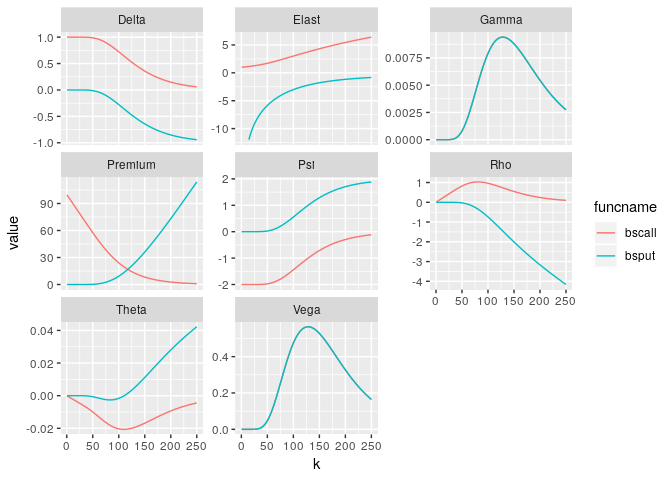 Delta
Elast
Gamma
1.0
0.5
0.0
-0.5
-1.0
5
0
-5
-10
0.0075
0.0050
0.0025
0.0000
Premium
Psi
Rho
90
60
30
0
2
1
0
-1
-2
1
0
-1
-2
-3
-4
0 50 100 150 200 250
Theta
Vega
0.04
0.02
0.00
-0.02
0.4
0.2
0.0
0 50 100 150 200 250
0 50 100 150 200 250
k
value
funcname
bscall
bsput